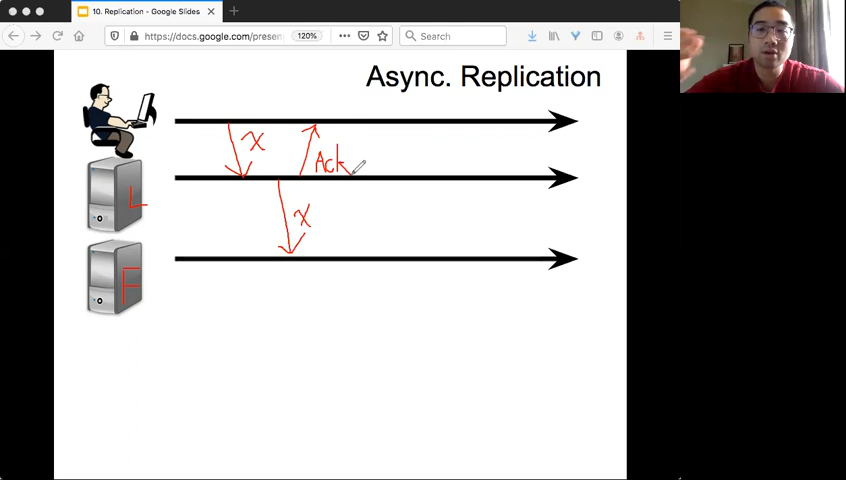 10. Replication - Google Slides
https://docs.google.com/presen
120%
Search
Async. Replication
x
Ack
L
x
F